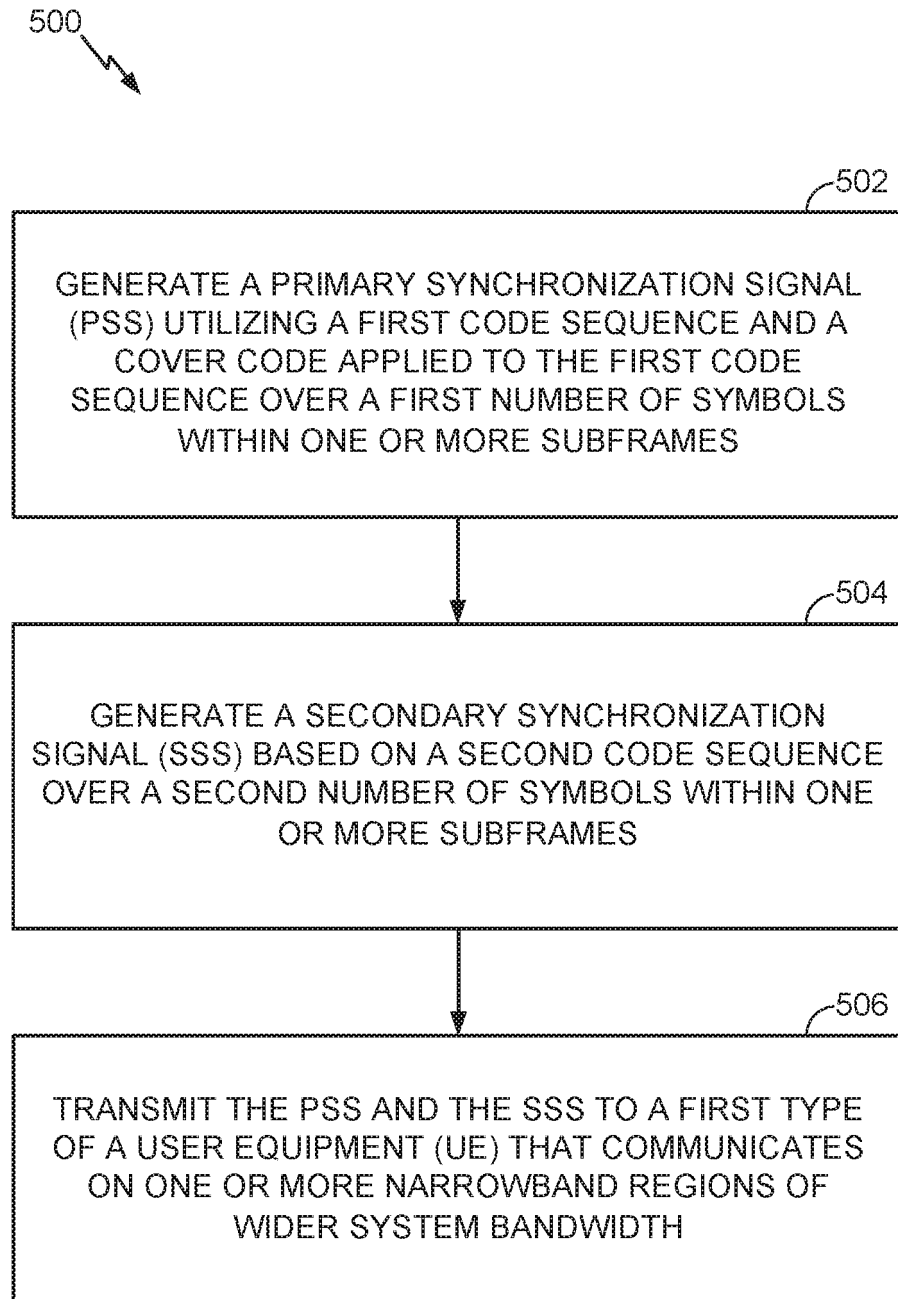 500
502
GENERATE A PRIMARY SYNCHRONIZATION SIGNAL
(PSS) UTILIZING A FIRST CODE SEQUENCE AND A
COVER CODE APPLIED TO THE FIRST CODE
SEQUENCE OVER A FIRST NUMBER OF SYMBOLS
WITHIN ONE OR MORE SUBFRAMES
504
GENERATE A SECONDARY SYNCHRONIZATION
SIGNAL (SSS) BASED ON A SECOND CODE SEQUENCE
OVER A SECOND NUMBER OF SYMBOLS WITHIN ONE
OR MORE SUBFRAMES
506
TRANSMIT THE PSS AND THE SSS TO A FIRST TYPE
OF A USER EQUIPMENT (UE) THAT COMMUNICATES
ON ONE OR MORE NARROWBAND REGIONS OF
WIDER SYSTEM BANDWIDTH